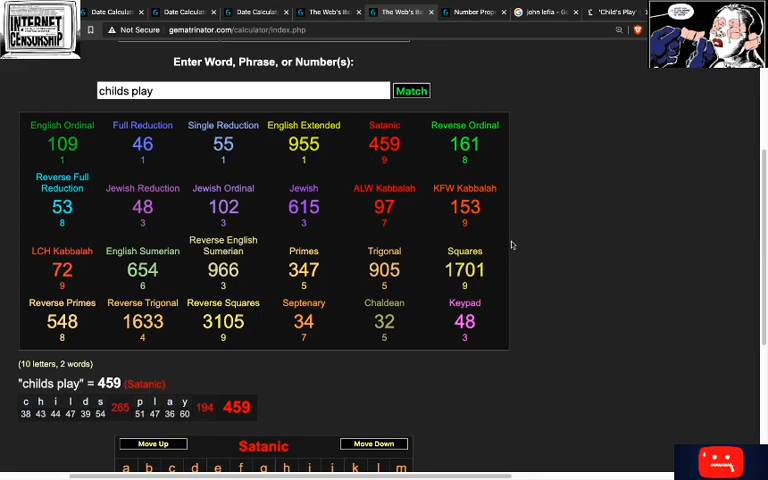 INTERNET
CENSORSHIP
Date Calcula
Date Calculat
Date Calculat
The Web's Be
The Web's Bes
Number Prop
john lefia - Go
'Child's Play' s
Not Secure
gematrinator.com/calculator/index.php
Enter Word, Phrase, or Number(s):
childs play
Match
English Ordinal Full Reduction Single Reduction English Extended Satanic Reverse Ordinal
109 46 55 955 459 161
1 1 1 1 9 8
Reverse Full Reduction Jewish Reduction Jewish Ordinal Jewish ALW Kabbalah KFW Kabbalah
53 48 102 615 97 153
8 3 3 3 7 9
LCH Kabbalah English Sumerian Reverse English Sumerian Primes Trigonal Squares
72 654 966 347 905 1701
9 6 3 5 5 9
Reverse Primes Reverse Trigonal Reverse Squares Septenary Chaldean Keypad
548 1633 3105 34 32 48
8 4 9 7 5 3
(10 letters, 2 words)
"childs play" = 459 (Satanic)
c h i l d s 265 p l a y 194 459
38 43 44 47 39 54 51 47 36 60
Move Up
Satanic
Move Down
a b c d e f g h i j k l m